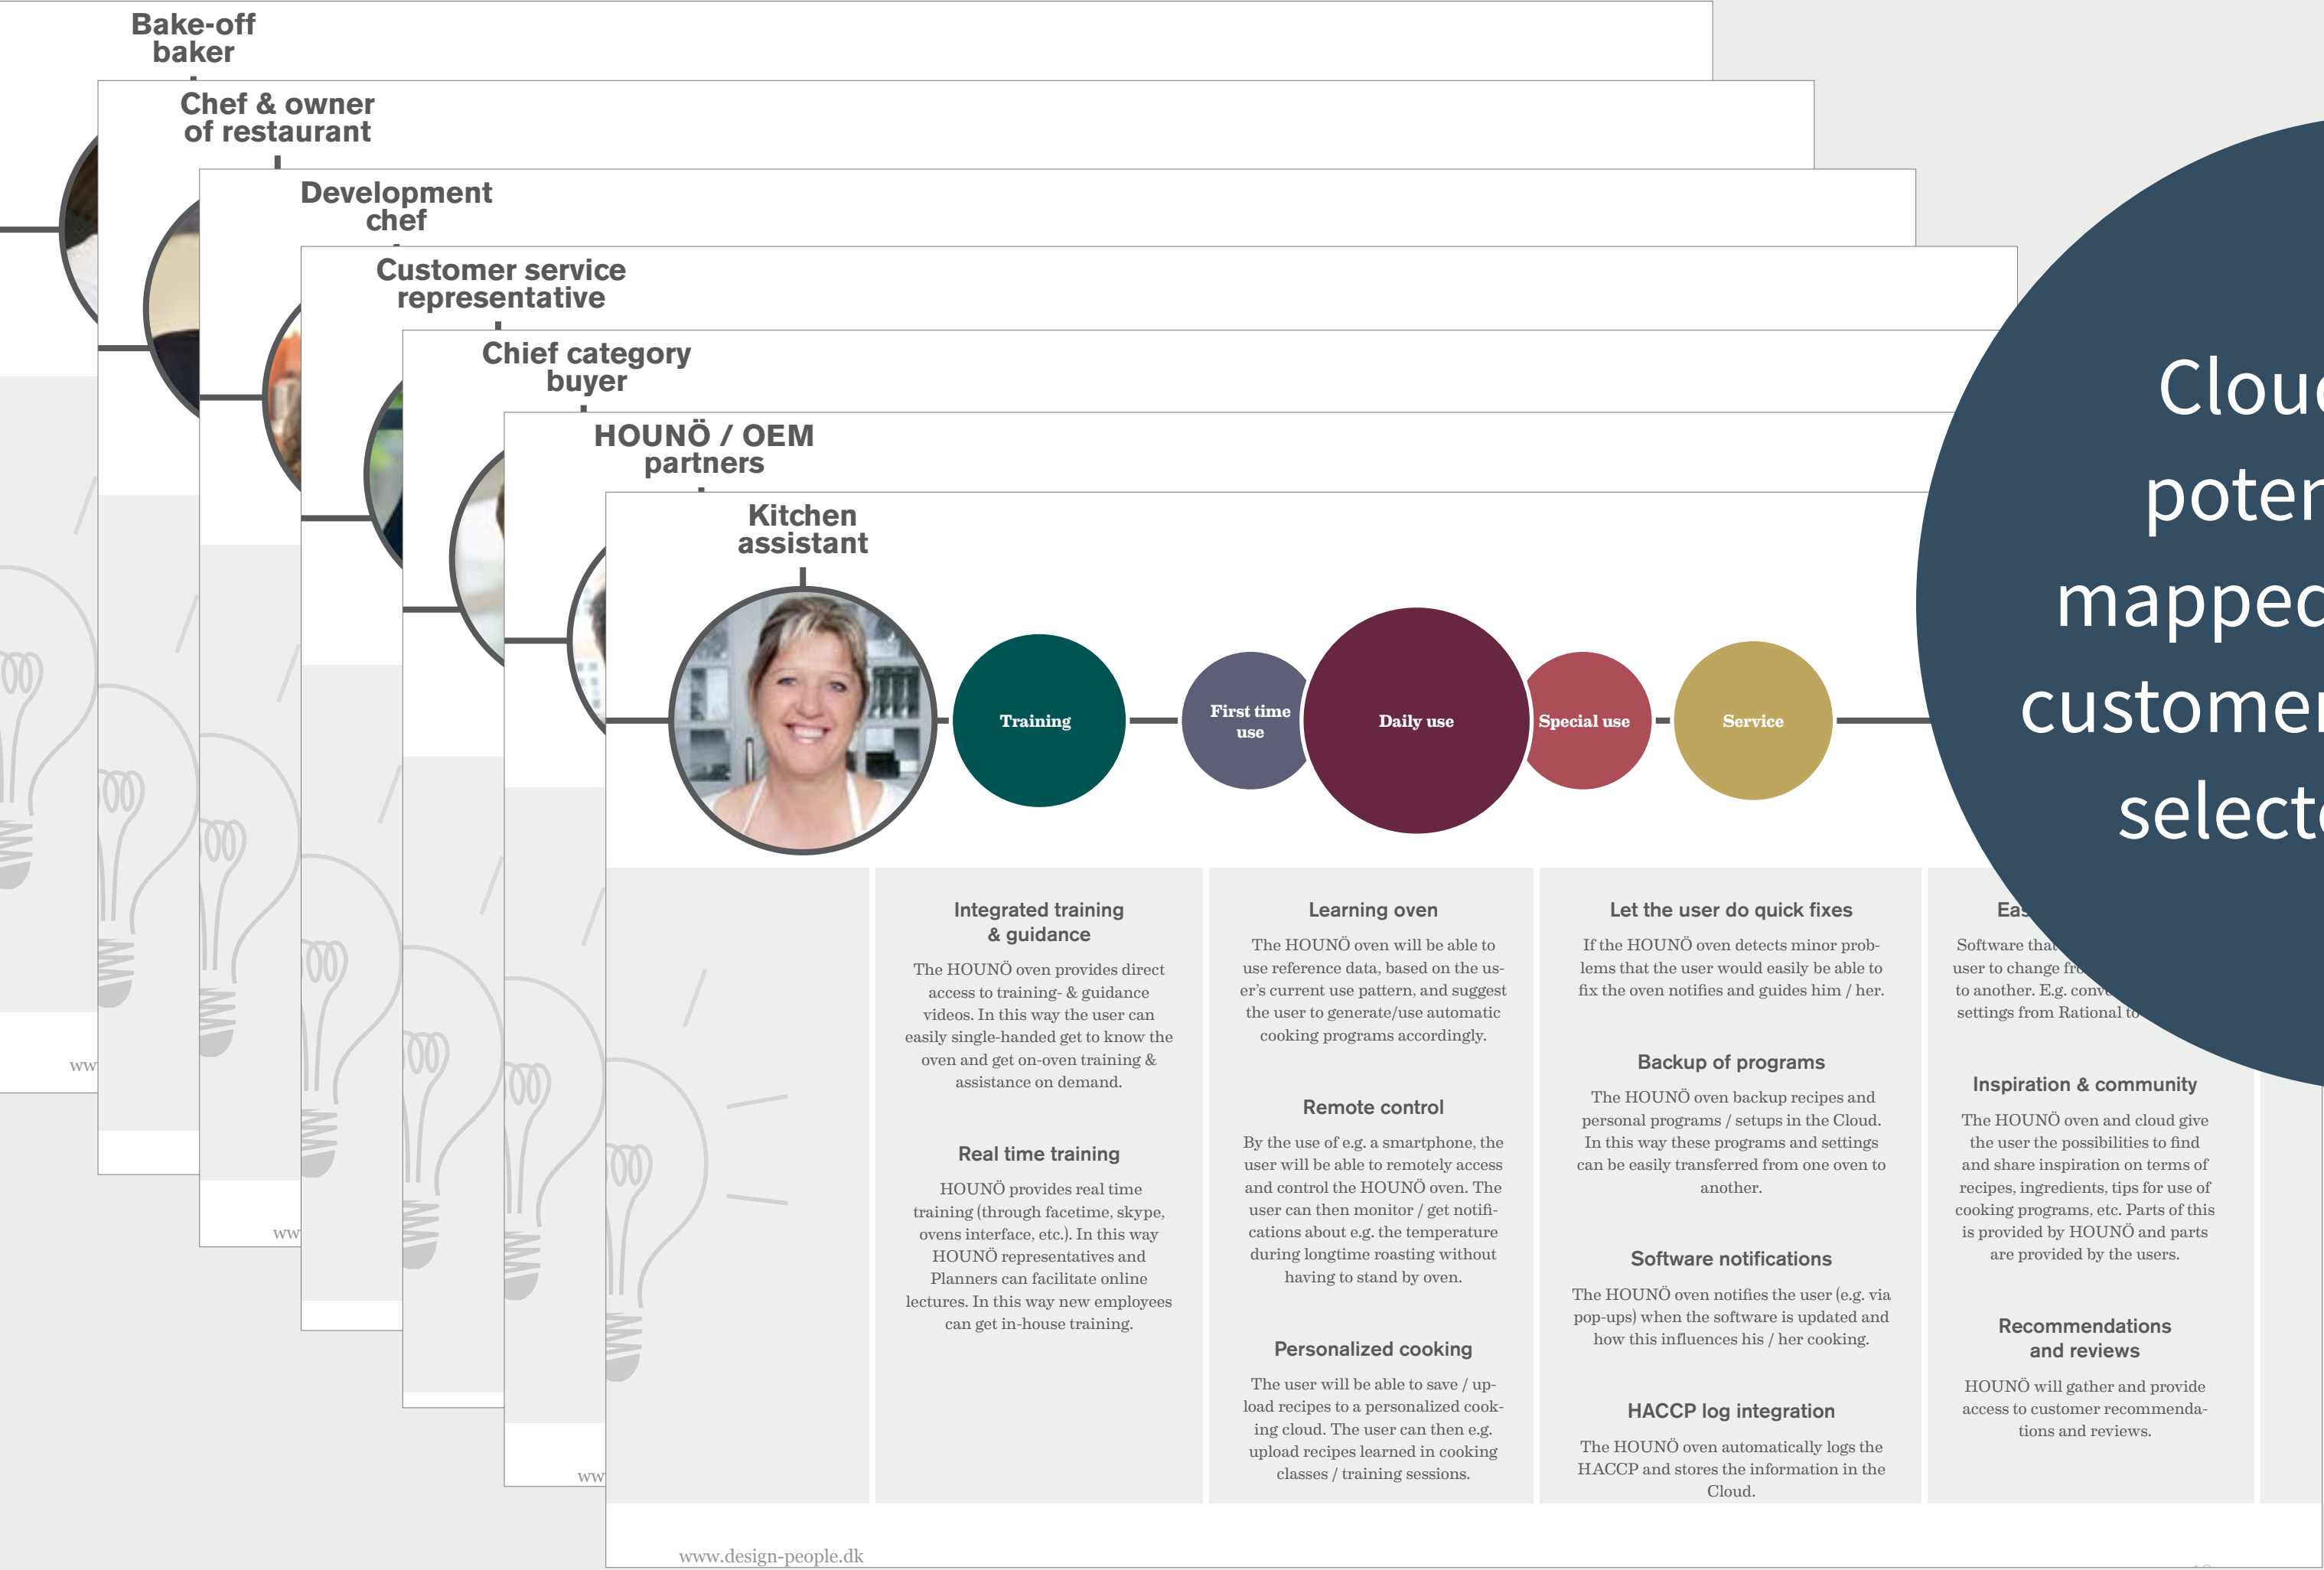 Bake-off
baker
Chef & owner
of restaurant
Development
chef
Customer service
representative
Chief category
buyer
HOUNÖ / OEM
partners
Kitchen
assistant
Training
First time
use
Daily use
Special use
Service
Integrated training
& guidance
The HOUNÖ oven provides direct
access to training- & guidance
videos. In this way the user can
easily single-handed get to know the
oven and get on-oven training &
assistance on demand.
Real time training
HOUNÖ provides real time
training (through facetime, skype,
ovens interface, etc.). In this way
HOUNÖ representatives and
Planners can facilitate online
lectures. In this way new employees
can get in-house training.
Learning oven
The HOUNÖ oven will be able to
use reference data, based on the us-
er's current use pattern, and suggest
the user to generate/use automatic
cooking programs accordingly.
Remote control
By the use of e.g. a smartphone, the
user will be able to remotely access
and control the HOUNÖ oven. The
user can then monitor / get notifi-
cations about e.g. the temperature
during longtime roasting without
having to stand by oven.
Personalized cooking
The user will be able to save / up-
load recipes to a personalized cook-
ing cloud. The user can then e.g.
upload recipes learned in cooking
classes / training sessions.
Let the user do quick fixes
If the HOUNÖ oven detects minor prob-
lems that the user would easily be able to
fix the oven notifies and guides him / her.
Backup of programs
The HOUNÖ oven backup recipes and
personal programs / setups in the Cloud.
In this way these programs and settings
can be easily transferred from one oven to
another.
Software notifications
The HOUNÖ oven notifies the user (e.g. via
pop-ups) when the software is updated and
how this influences his / her cooking.
HACCP log integration
The HOUNÖ oven automatically logs the
HACCP and stores the information in the
Cloud.
Software that
user to change
to another. E.g.
settings from Rational to
Inspiration & community
The HOUNÖ oven and cloud give
the user the possibilities to find
and share inspiration on terms of
recipes, ingredients, tips for use of
cooking programs, etc. Parts of this
is provided by HOUNÖ and parts
are provided by the users.
Recommendations
and reviews
HOUNÖ will gather and provide
access to customer recommenda-
tions and reviews.
Clou
poten
mapped
customer
select
www.design-people.dk